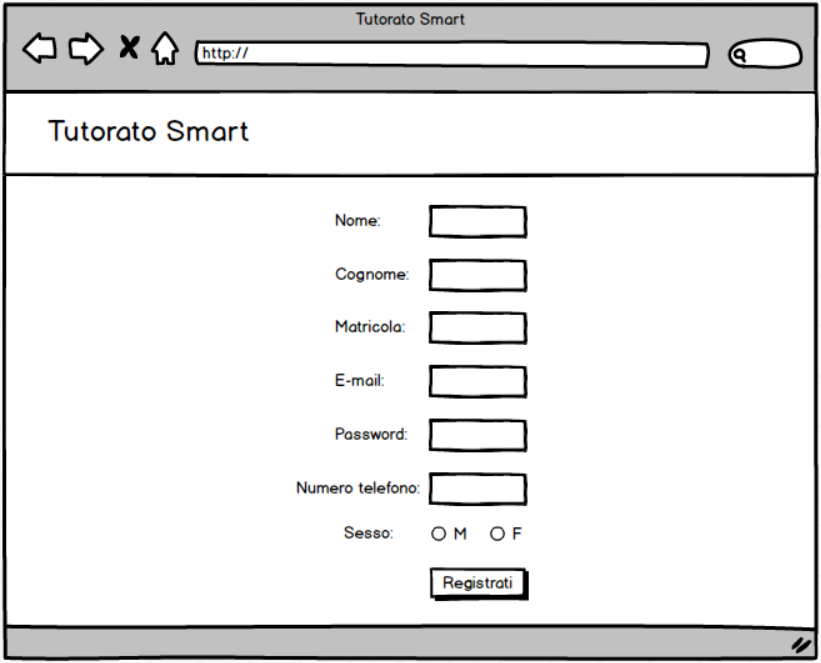 Tutorato Smart
http://
Tutorato Smart
Nome:
Cognome:
Matricola:
E-mail:
Password:
Numero telefono:
Sesso: M F
Registrati